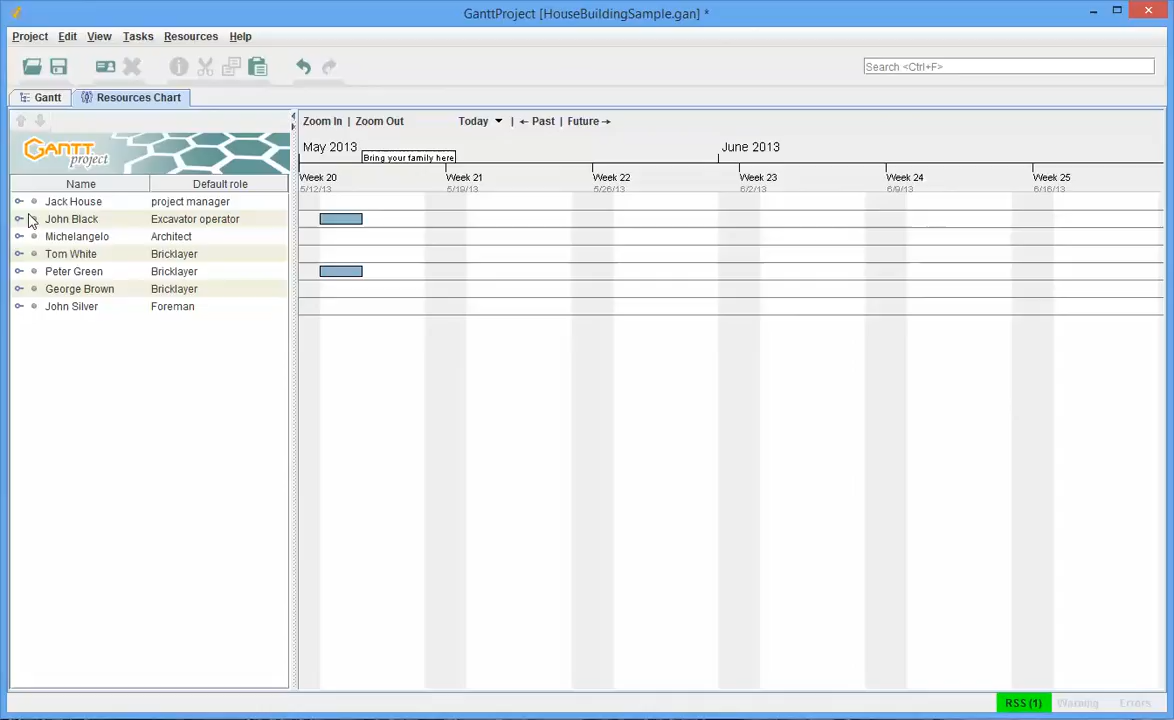 GanttProject [HouseBuildingSample.gan] *
Project Edit View Tasks Resources Help
Search <Ctrl+F>
Gantt Resources Chart
Zoom In | Zoom Out Today | ← Past | Future →
GANTT project
May 2013 June 2013
Bring your family here
Name Default role
Week 20 Week 21 Week 22 Week 23 Week 24 Week 25
5/12/13 5/19/13 5/26/13 6/2/13 6/9/13 6/16/13
Jack House project manager
John Black Excavator operator
Michelangelo Architect
Tom White Bricklayer
Peter Green Bricklayer
George Brown Bricklayer
John Silver Foreman
RSS (1) Warning Errors